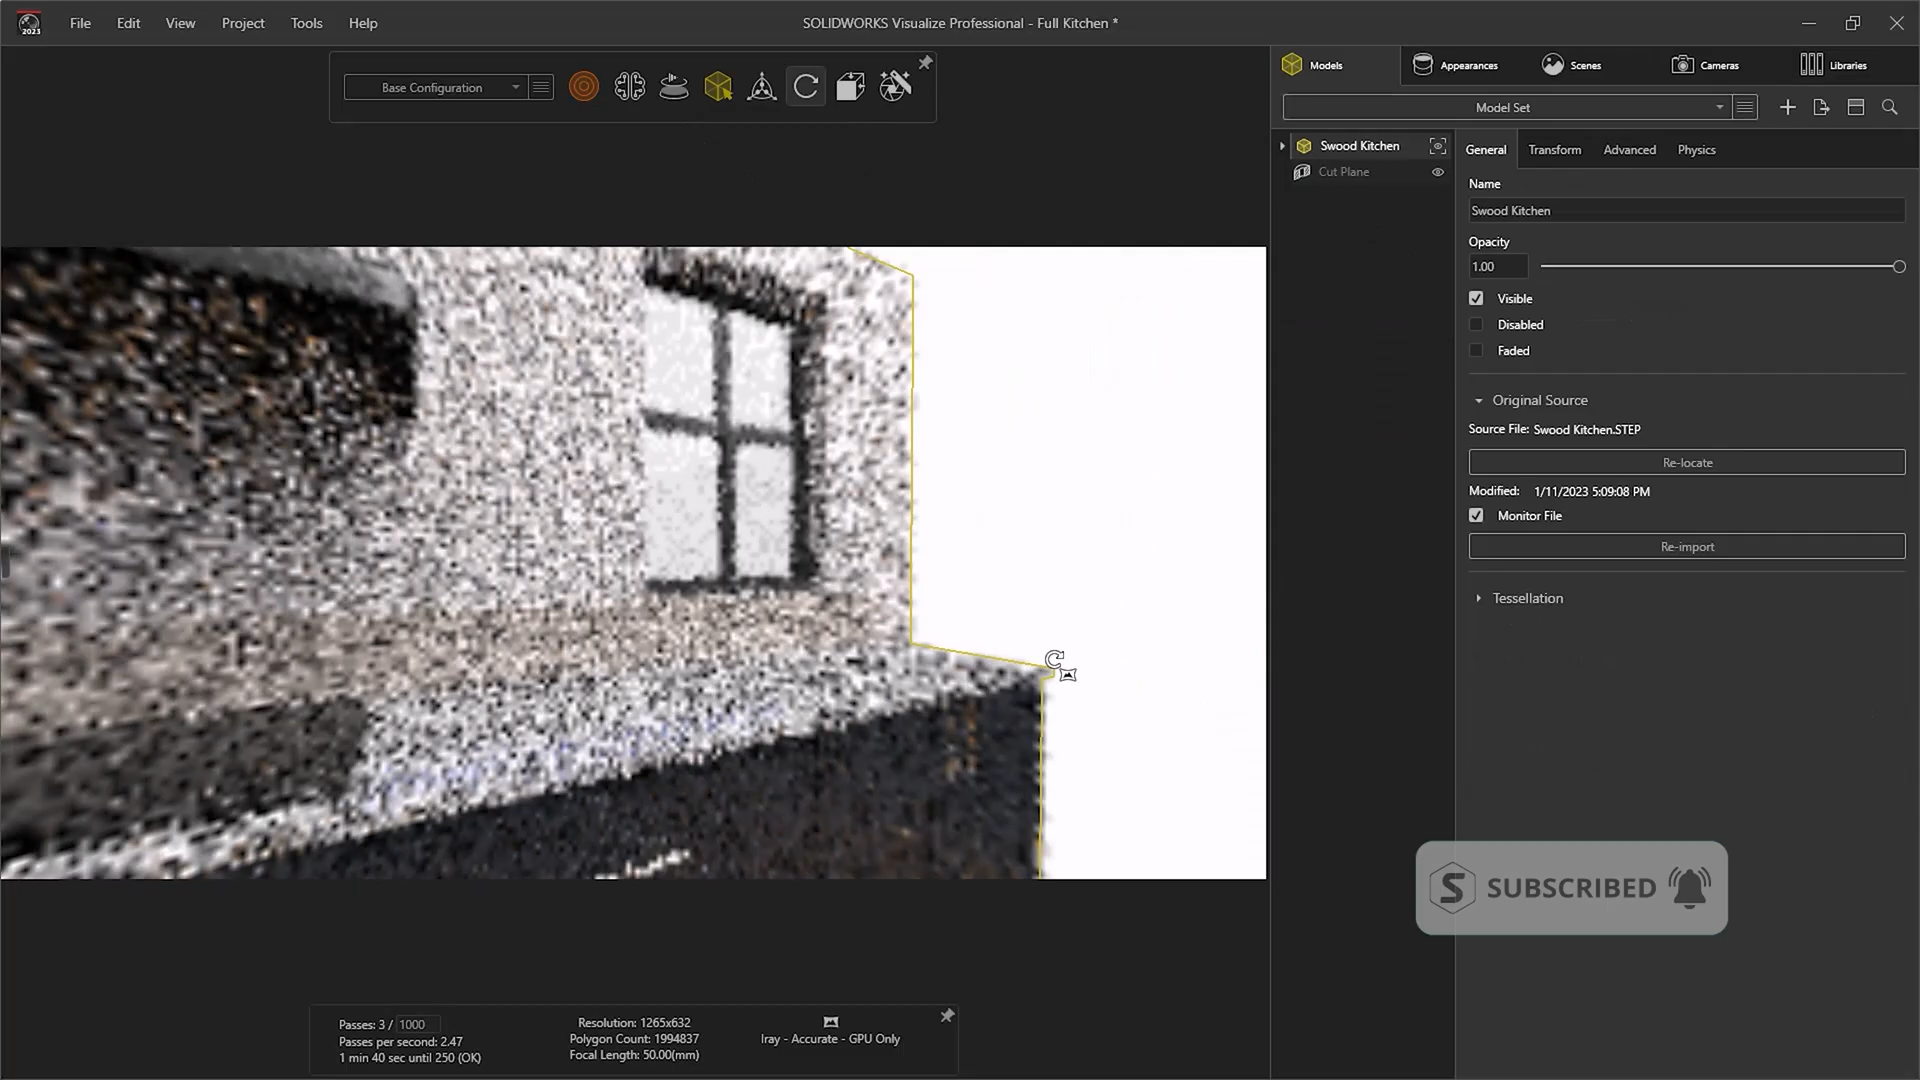 2023
File Edit View Project Tools Help
SOLIDWORKS Visualize Professional - Full Kitchen *
Base Configuration
Models
Appearances
Scenes
Cameras
Libraries
Model Set
Swood Kitchen
Cut Plane
General Transform Advanced Physics
Name
Swood Kitchen
Opacity
1.00
Visible
Disabled
Faded
Original Source
Source File: Swood Kitchen.STEP
Re-locate
Modified: 1/11/2023 5:09:08 PM
Monitor File
Re-import
Tessellation
S SUBSCRIBED
Passes: 3 / 1000
Passes per second: 2.47
1 min 40 sec until 250 (OK)
Resolution: 1265x632
Polygon Count: 1994837
Focal Length: 50.00(mm)
Iray - Accurate - GPU Only